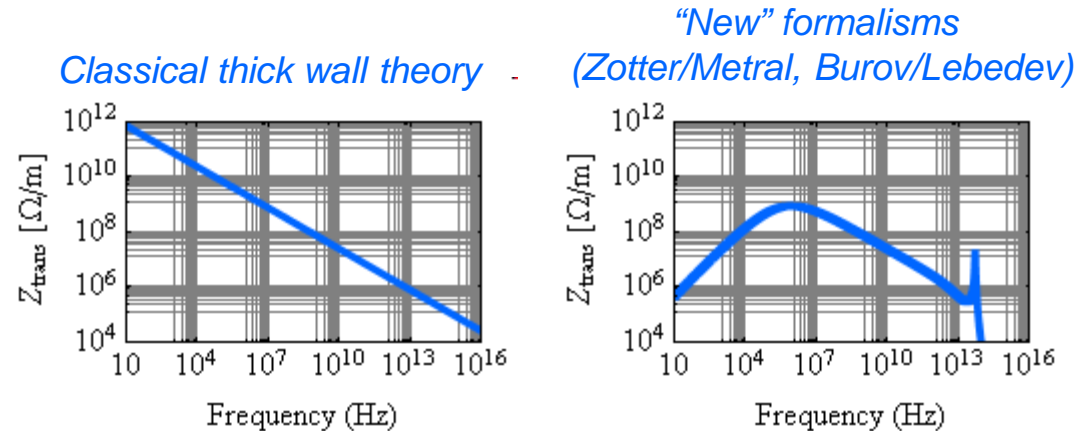 “New” formalisms
Classical thick wall theory - (Zotter/Metral, Burov/Lebedev)
10^12
10^10
10^8
10^6
10^4
Z_trans [Ω/m]
10 10^4 10^7 10^10 10^13 10^16
Frequency (Hz)
10^12
10^10
10^8
10^6
10^4
Z_trans [Ω/m]
10 10^4 10^7 10^10 10^13 10^16
Frequency (Hz)